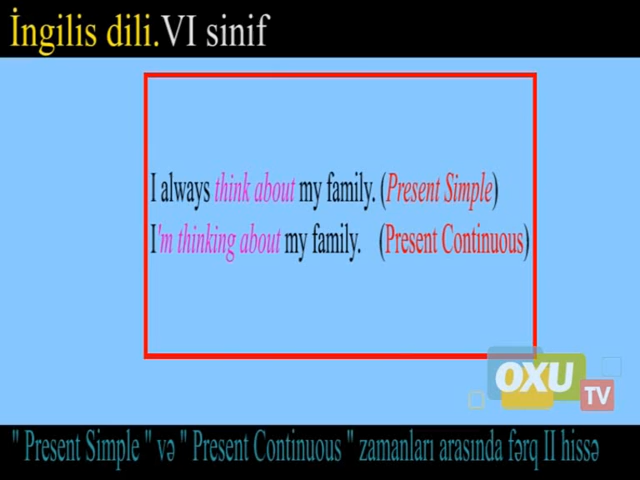 İngilis dili.VI sinif
I always think about my family. (Present Simple)
I'm thinking about my family. (Present Continuous)
OXU
TV
" Present Simple " və " Present Continuous " zamanları arasında fərq II hissə